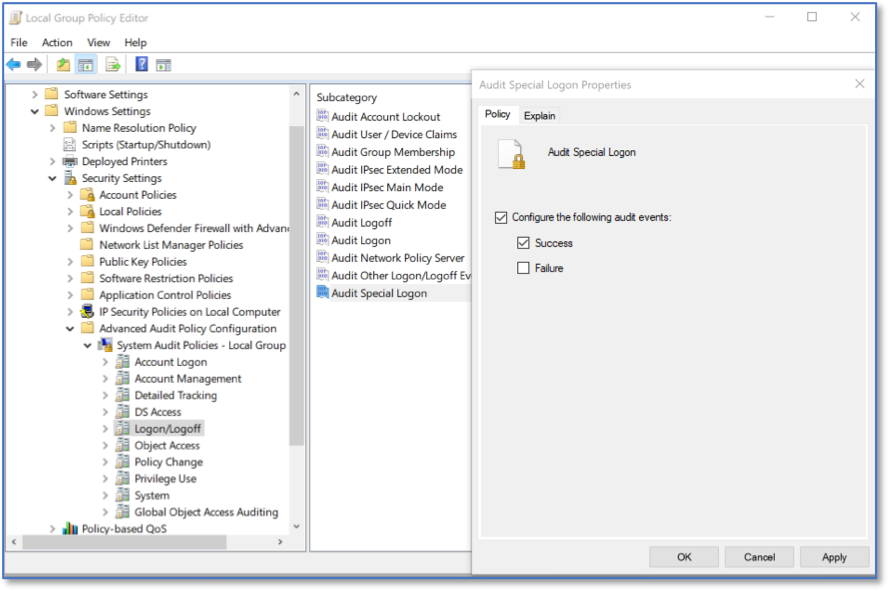 Local Group Policy Editor
File Action View Help
Software Settings
Windows Settings
Name Resolution Policy
Scripts (Startup/Shutdown)
Deployed Printers
Security Settings
Account Policies
Local Policies
Windows Defender Firewall with Advan
Network List Manager Policies
Public Key Policies
Software Restriction Policies
Application Control Policies
IP Security Policies on Local Computer
Advanced Audit Policy Configuration
System Audit Policies - Local Group
Account Logon
Account Management
Detailed Tracking
DS Access
Logon/Logoff
Object Access
Policy Change
Privilege Use
System
Global Object Access Auditing
Policy-based QoS
Subcategory
Audit Account Lockout
Audit User / Device Claims
Audit Group Membership
Audit IPsec Extended Mode
Audit IPsec Main Mode
Audit IPsec Quick Mode
Audit Logoff
Audit Logon
Audit Network Policy Server
Audit Other Logon/Logoff Ev
Audit Special Logon
Audit Special Logon Properties
Policy Explain
Audit Special Logon
Configure the following audit events:
Success
Failure
OK Cancel Apply